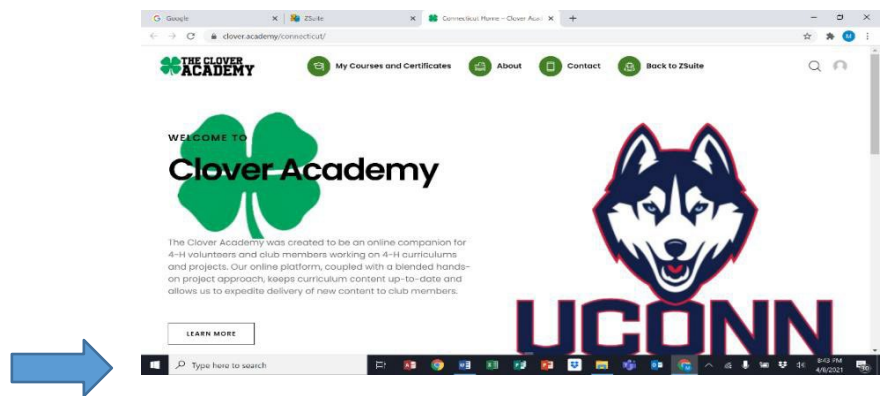 Google
ZSuite
Connecticut Home – Clover Acad
clover.academy/connecticut/
THE CLOVER
ACADEMY
My Courses and Certificates
About
Contact
Back to ZSuite
WELCOME TO
Clover Academy
The Clover Academy was created to be an online companion for
4-H volunteers and club members working on 4-H curriculums
and projects. Our online platform, coupled with a blended hands-
on project approach, keeps curriculum content up-to-date and
allows us to expedite delivery of new content to club members.
LEARN MORE
UCONN
Type here to search
8:43 PM
4/8/2021